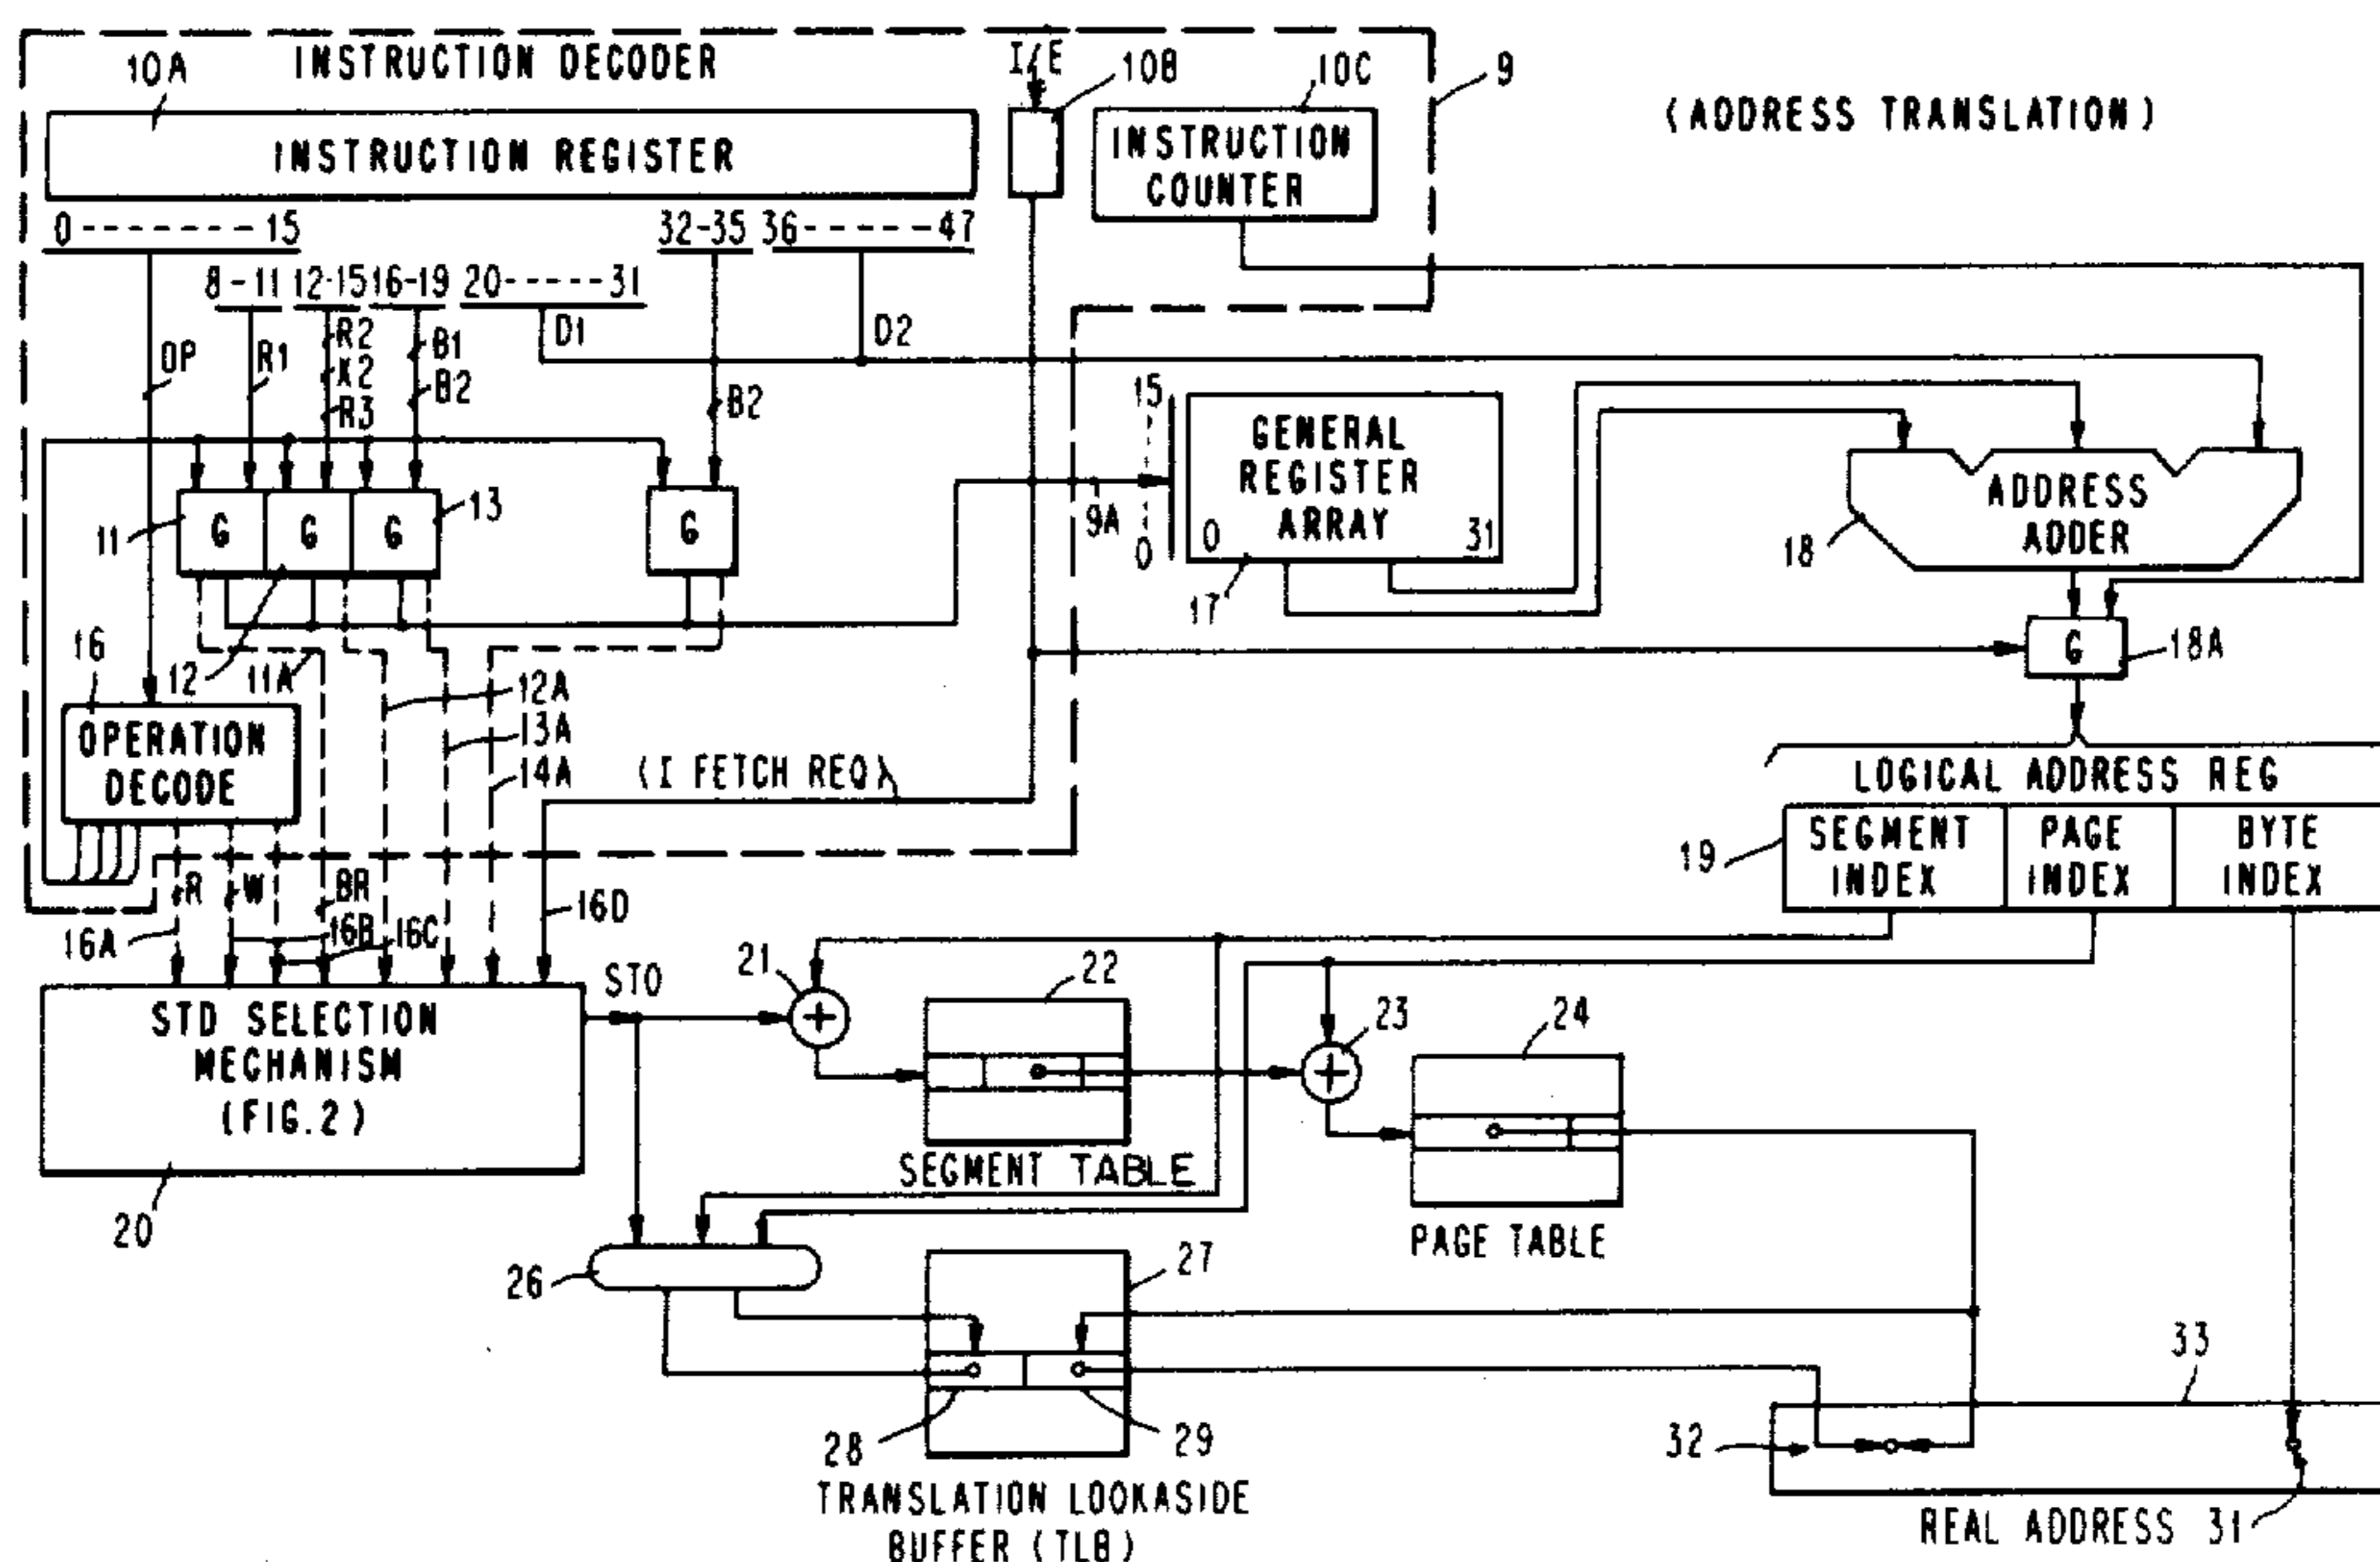 INSTRUCTION DECODER
10A
I/E
10B
10C
9
(ADDRESS TRANSLATION)
INSTRUCTION REGISTER
INSTRUCTION
COUNTER
0-------15
32-35
36-----47
8-11
12-15
16-19
20-----31
OP
R1
R2
X2
R3
B1
B2
D1
D2
B2
15
0
9A
GENERAL
REGISTER
ARRAY
0
31
17
ADDRESS
ADDER
18
11
G
G
G
13
G
G
18A
16
12
11A
12A
13A
14A
OPERATION
DECODE
(I FETCH REQ)
LOGICAL ADDRESS REG
19
SEGMENT
INDEX
PAGE
INDEX
BYTE
INDEX
R
W
BR
16A
16B
16C
16D
STD SELECTION
MECHANISM
(FIG.2)
20
STO
21
22
SEGMENT TABLE
23
24
PAGE TABLE
26
27
28
29
TRANSLATION LOOKASIDE
BUFFER (TLB)
32
33
REAL ADDRESS 31